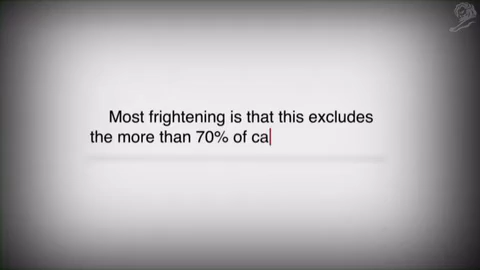 Most frightening is that this excludes
the more than 70% of ca